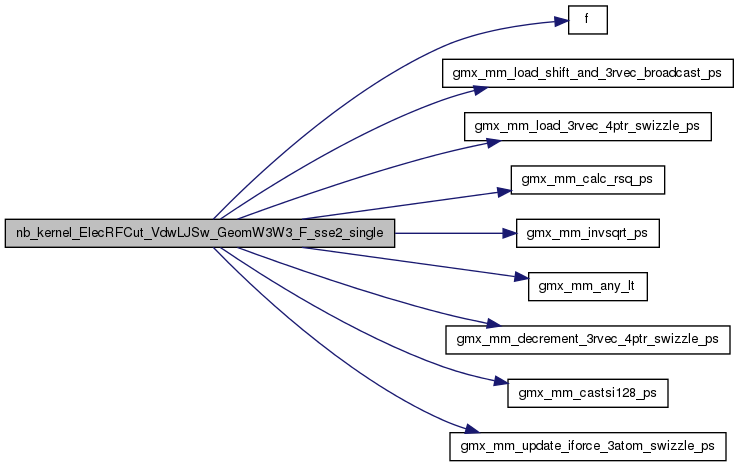 f
gmx_mm_load_shift_and_3rvec_broadcast_ps
gmx_mm_load_3rvec_4ptr_swizzle_ps
gmx_mm_calc_rsq_ps
nb_kernel_ElecRFCut_VdwLJSw_GeomW3W3_F_sse2_single
gmx_mm_invsqrt_ps
gmx_mm_any_lt
gmx_mm_decrement_3rvec_4ptr_swizzle_ps
gmx_mm_castsi128_ps
gmx_mm_update_iforce_3atom_swizzle_ps